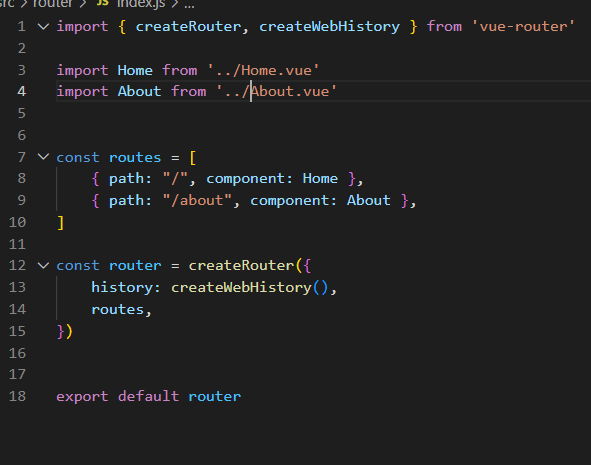 src > router > JS index.js > ...
1 import { createRouter, createWebHistory } from 'vue-router'
2
3 import Home from '../Home.vue'
4 import About from '../About.vue'
5
6
7 const routes = [
8     { path: "/", component: Home },
9     { path: "/about", component: About },
10 ]
11
12 const router = createRouter({
13     history: createWebHistory(),
14     routes,
15 })
16
17
18 export default router